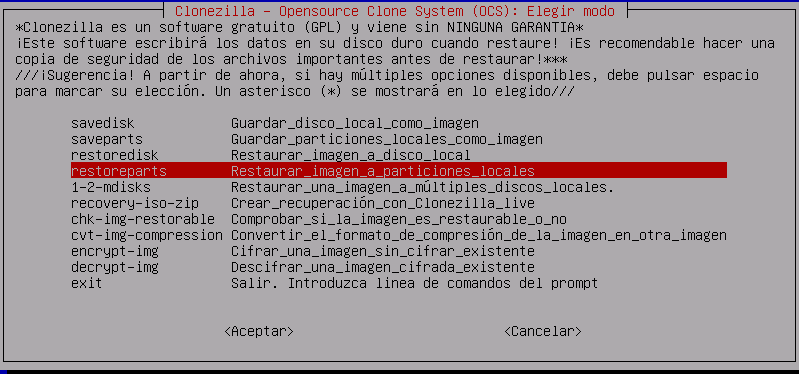 Clonezilla - Opensource Clone System (OCS): Elegir modo
*Clonezilla es un software gratuito (GPL) y viene sin NINGUNA GARANTIA*
¡Este software escribirá los datos en su disco duro cuando restaure! ¡Es recomendable hacer una
copia de seguridad de los archivos importantes antes de restaurar!***
///¡Sugerencia! A partir de ahora, si hay múltiples opciones disponibles, debe pulsar espacio
para marcar su elección. Un asterisco (*) se mostrará en lo elegido///
savedisk Guardar_disco_local_como_imagen
saveparts Guardar_particiones_locales_como_imagen
restoredisk Restaurar_imagen_a_disco_local
restoreparts Restaurar_imagen_a_particiones_locales
1-2-mdisks Restaurar_una_imagen_a_múltiples_discos_locales.
recovery-iso-zip Crear_recuperación_con_Clonezilla_live
chk-img-restorable Comprobar_si_la_imagen_es_restaurable_o_no
cvt-img-compression Convertir_el_formato_de_compresión_de_la_imagen_en_otra_imagen
encrypt-img Cifrar_una_imagen_sin_cifrar_existente
decrypt-img Descifrar_una_imagen_cifrada_existente
exit Salir. Introduzca linea de comandos del prompt
<Aceptar> <Cancelar>